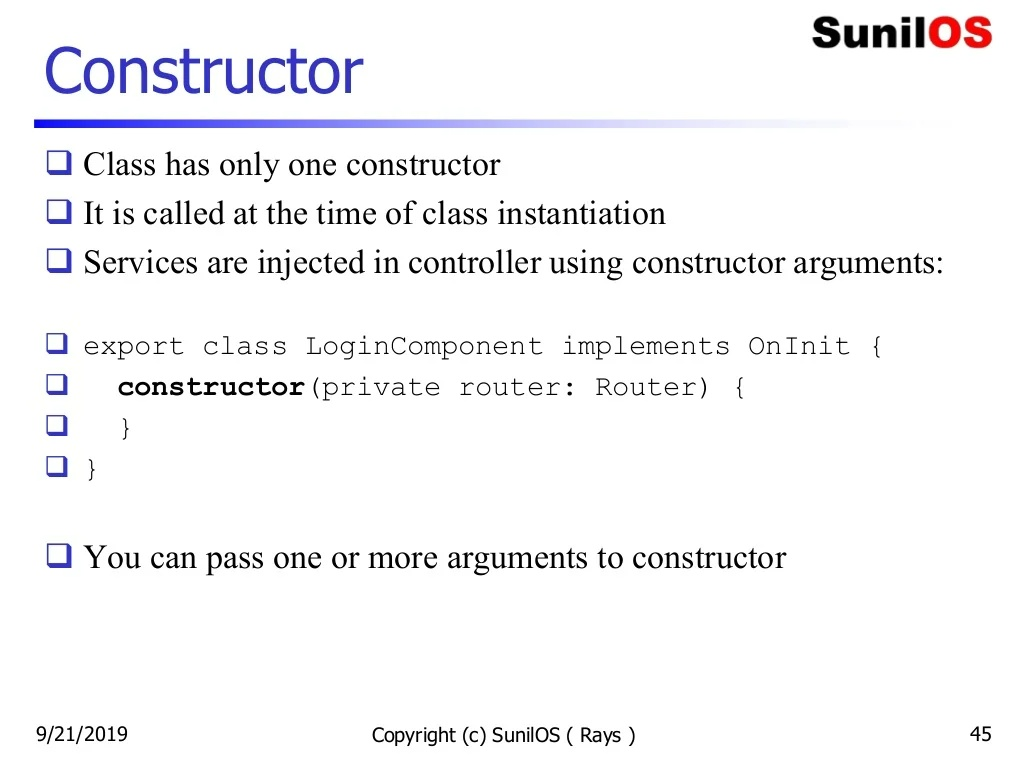 SunilOS
Constructor
❑ Class has only one constructor
❑ It is called at the time of class instantiation
❑ Services are injected in controller using constructor arguments:
❑ export class LoginComponent implements OnInit {
❑   constructor(private router: Router) {
❑   }
❑ }
❑ You can pass one or more arguments to constructor
9/21/2019 Copyright (c) SunilOS ( Rays ) 45